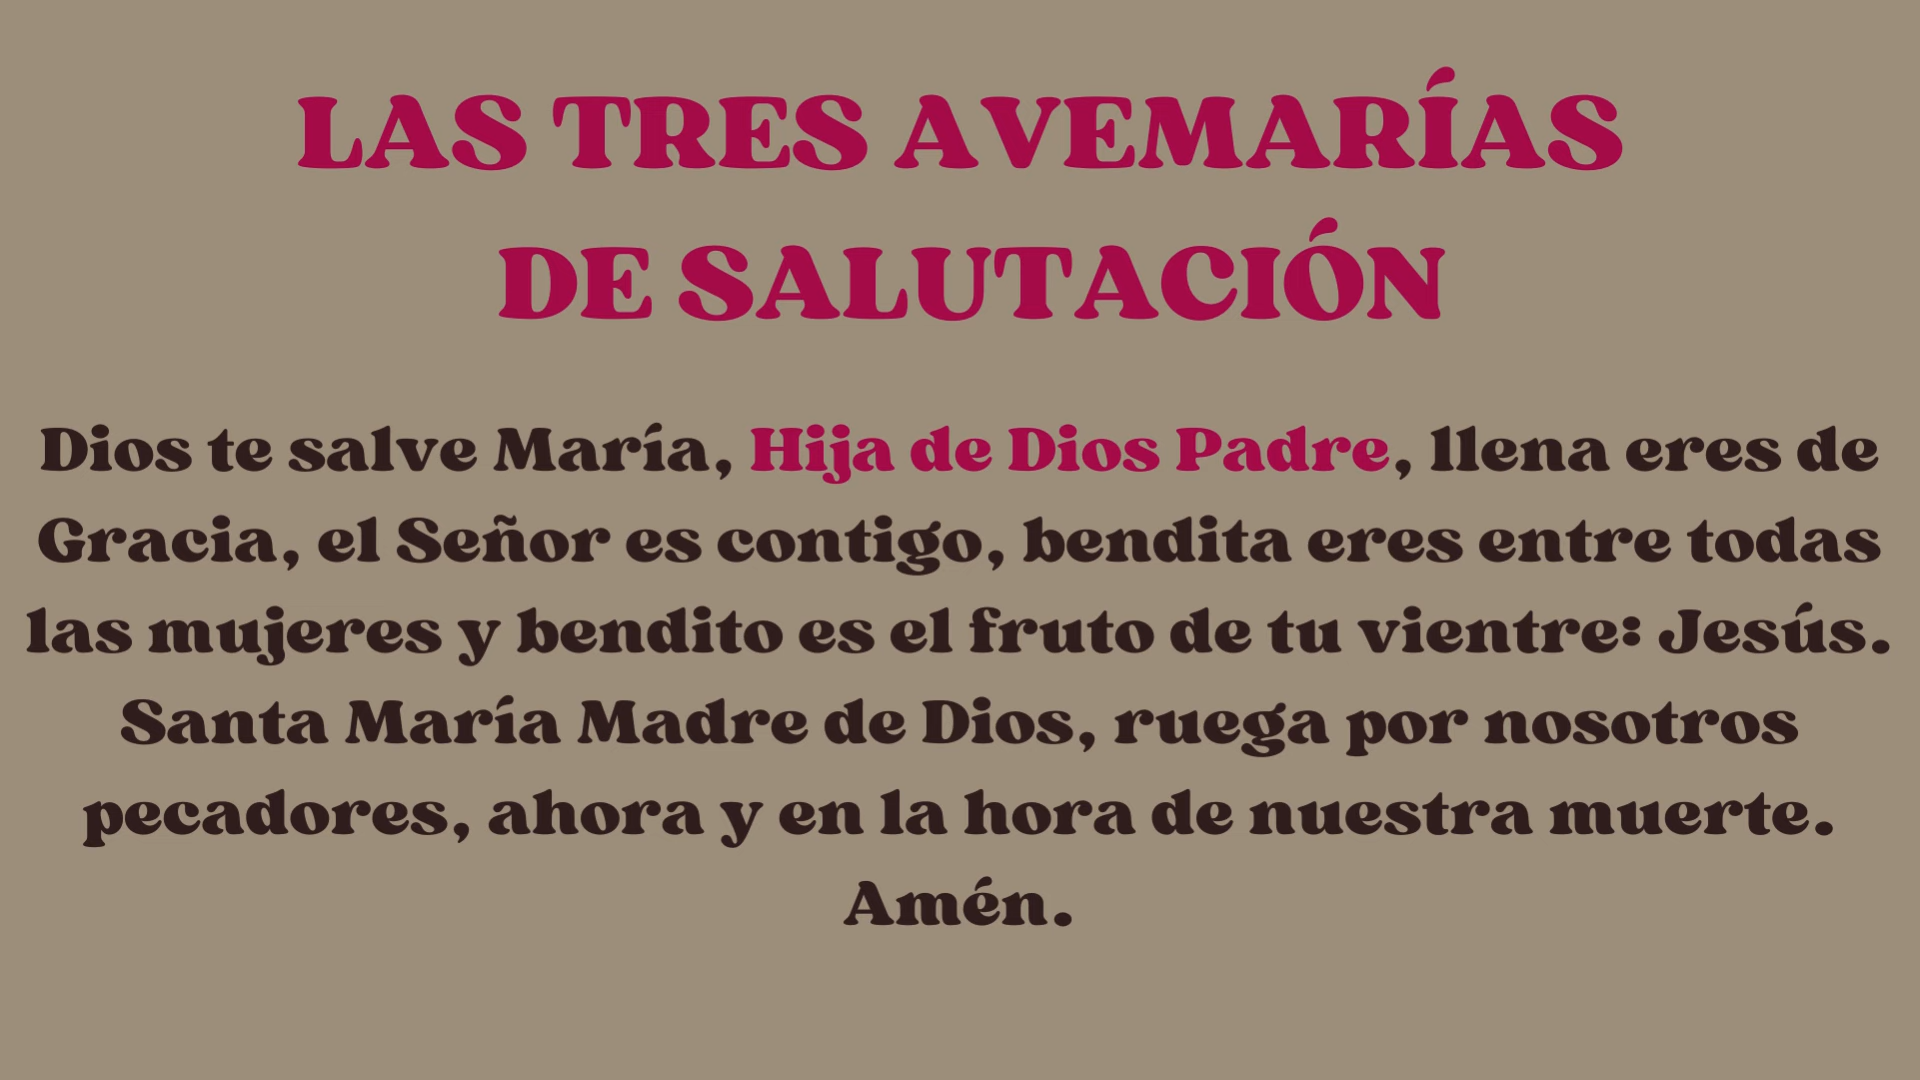 LAS TRES AVEMARÍAS
DE SALUTACIÓN
Dios te salve María, Hija de Dios Padre, llena eres de
Gracia, el Señor es contigo, bendita eres entre todas
las mujeres y bendito es el fruto de tu vientre: Jesús.
Santa María Madre de Dios, ruega por nosotros
pecadores, ahora y en la hora de nuestra muerte.
Amén.